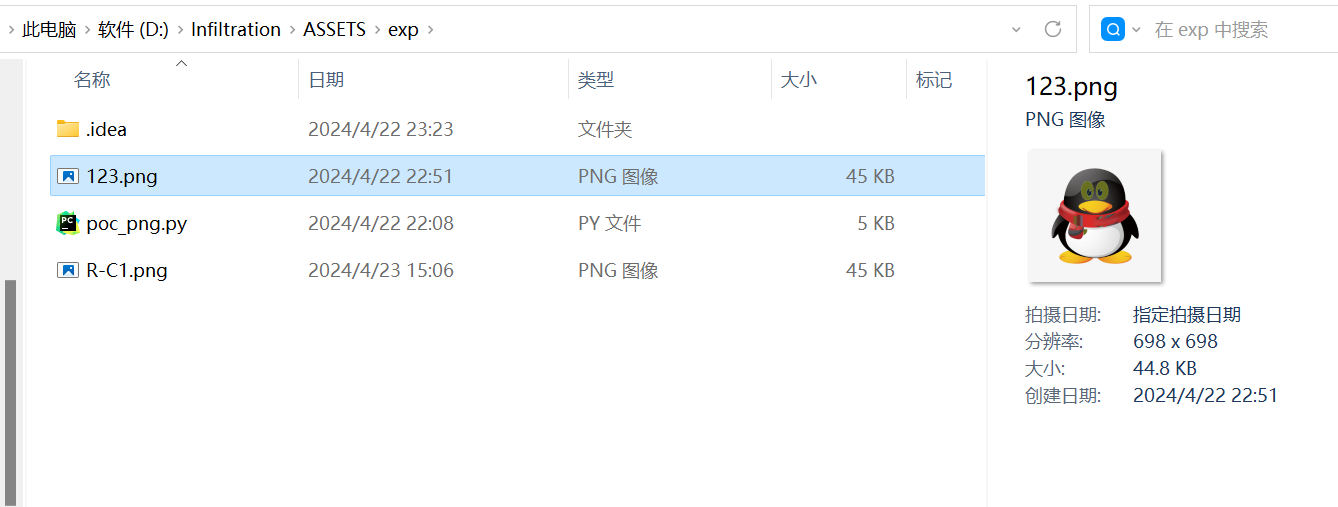 此电脑 › 软件 (D:) › Infiltration › ASSETS › exp ›
在 exp 中搜索
名称 日期 类型 大小 标记
.idea 2024/4/22 23:23 文件夹
123.png 2024/4/22 22:51 PNG 图像 45 KB
poc_png.py 2024/4/22 22:08 PY 文件 5 KB
R-C1.png 2024/4/23 15:06 PNG 图像 45 KB
123.png
PNG 图像
拍摄日期: 指定拍摄日期
分辨率: 698 x 698
大小: 44.8 KB
创建日期: 2024/4/22 22:51